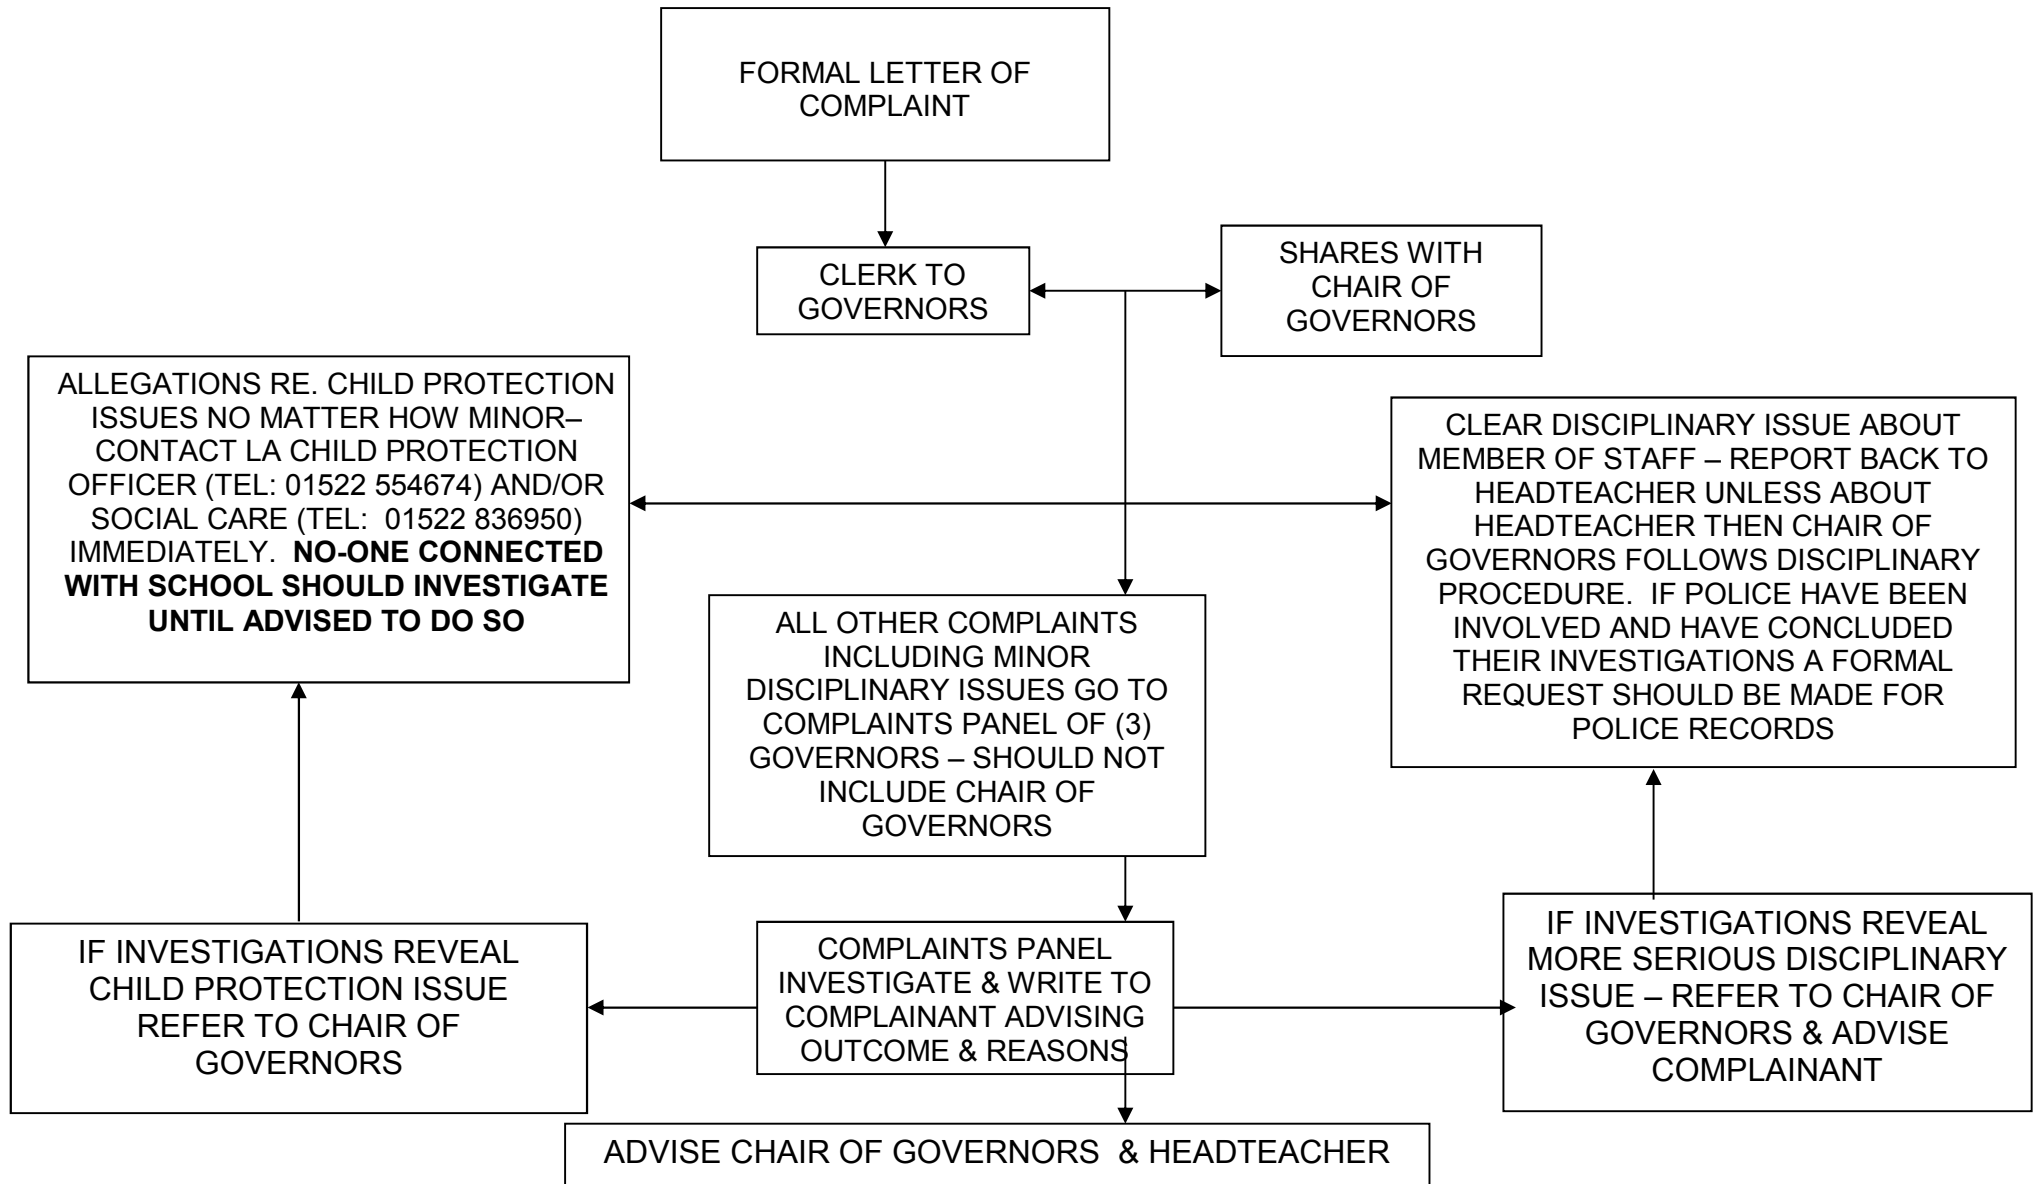 FORMAL LETTER OF
COMPLAINT
CLERK TO
GOVERNORS
SHARES WITH
CHAIR OF
GOVERNORS
ALLEGATIONS RE. CHILD PROTECTION
ISSUES NO MATTER HOW MINOR–
CONTACT LA CHILD PROTECTION
OFFICER (TEL: 01522 554674) AND/OR
SOCIAL CARE (TEL:  01522 836950)
IMMEDIATELY.  NO-ONE CONNECTED
WITH SCHOOL SHOULD INVESTIGATE
UNTIL ADVISED TO DO SO
CLEAR DISCIPLINARY ISSUE ABOUT
MEMBER OF STAFF – REPORT BACK TO
HEADTEACHER UNLESS ABOUT
HEADTEACHER THEN CHAIR OF
GOVERNORS FOLLOWS DISCIPLINARY
PROCEDURE.  IF POLICE HAVE BEEN
INVOLVED AND HAVE CONCLUDED
THEIR INVESTIGATIONS A FORMAL
REQUEST SHOULD BE MADE FOR
POLICE RECORDS
ALL OTHER COMPLAINTS
INCLUDING MINOR
DISCIPLINARY ISSUES GO TO
COMPLAINTS PANEL OF (3)
GOVERNORS – SHOULD NOT
INCLUDE CHAIR OF
GOVERNORS
IF INVESTIGATIONS REVEAL
CHILD PROTECTION ISSUE
REFER TO CHAIR OF
GOVERNORS
COMPLAINTS PANEL
INVESTIGATE & WRITE TO
COMPLAINANT ADVISING
OUTCOME & REASONS
IF INVESTIGATIONS REVEAL
MORE SERIOUS DISCIPLINARY
ISSUE – REFER TO CHAIR OF
GOVERNORS & ADVISE
COMPLAINANT
ADVISE CHAIR OF GOVERNORS  & HEADTEACHER